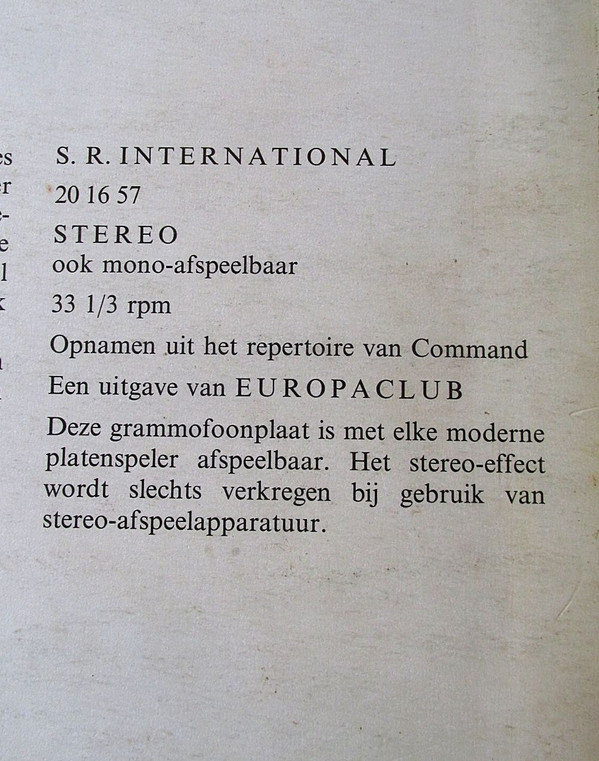 S. R. INTERNATIONAL
20 16 57
STEREO
ook mono-afspeelbaar
33 1/3 rpm
Opnamen uit het repertoire van Command
Een uitgave van EUROPACLUB
Deze grammofoonplaat is met elke moderne
platenspeler afspeelbaar. Het stereo-effect
wordt slechts verkregen bij gebruik van
stereo-afspeelapparatuur.